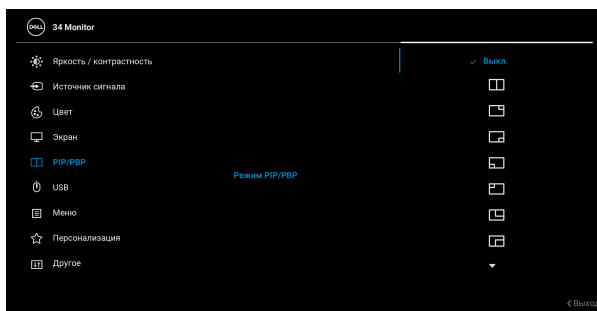 DELL 34 Monitor
Яркость / контрастность
Выкл.
Источник сигнала
Цвет
Экран
PIP/PBP
Режим PIP/PBP
USB
Меню
Персонализация
Другое
Выход